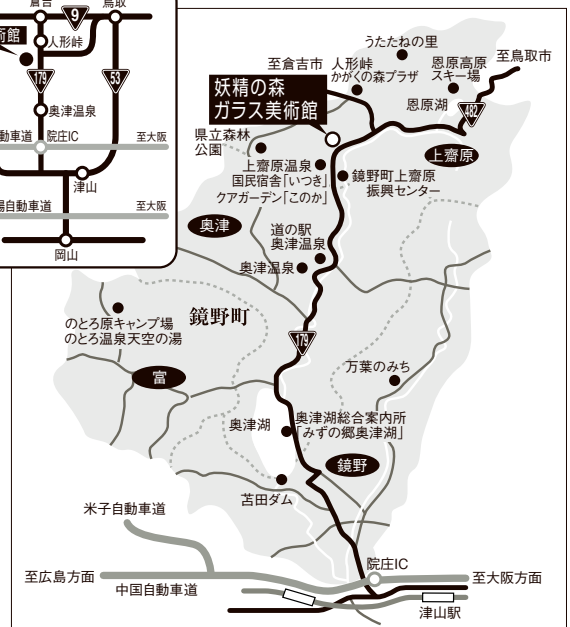 倉吉
鳥取
9
人形峠
術館
179
53
奥津温泉
動車道
院庄IC
至大阪
津山
自動車道
至大阪
岡山
うたたねの里
至倉吉市
人形峠
かがくの森プラザ
恩原高原
スキー場
至鳥取市
妖精の森
ガラス美術館
恩原湖
482
県立森林
公園
上齋原
上齋原温泉
国民宿舎「いつき」
クアガーデン「このか」
鏡野町上齋原
振興センター
奥津
道の駅
奥津温泉
奥津温泉
鏡野町
のとろ原キャンプ場
のとろ温泉天空の湯
179
富
万葉のみち
奥津湖
奥津湖総合案内所
「みずの郷奥津湖」
鏡野
苫田ダム
米子自動車道
院庄IC
至広島方面
中国自動車道
至大阪方面
津山駅